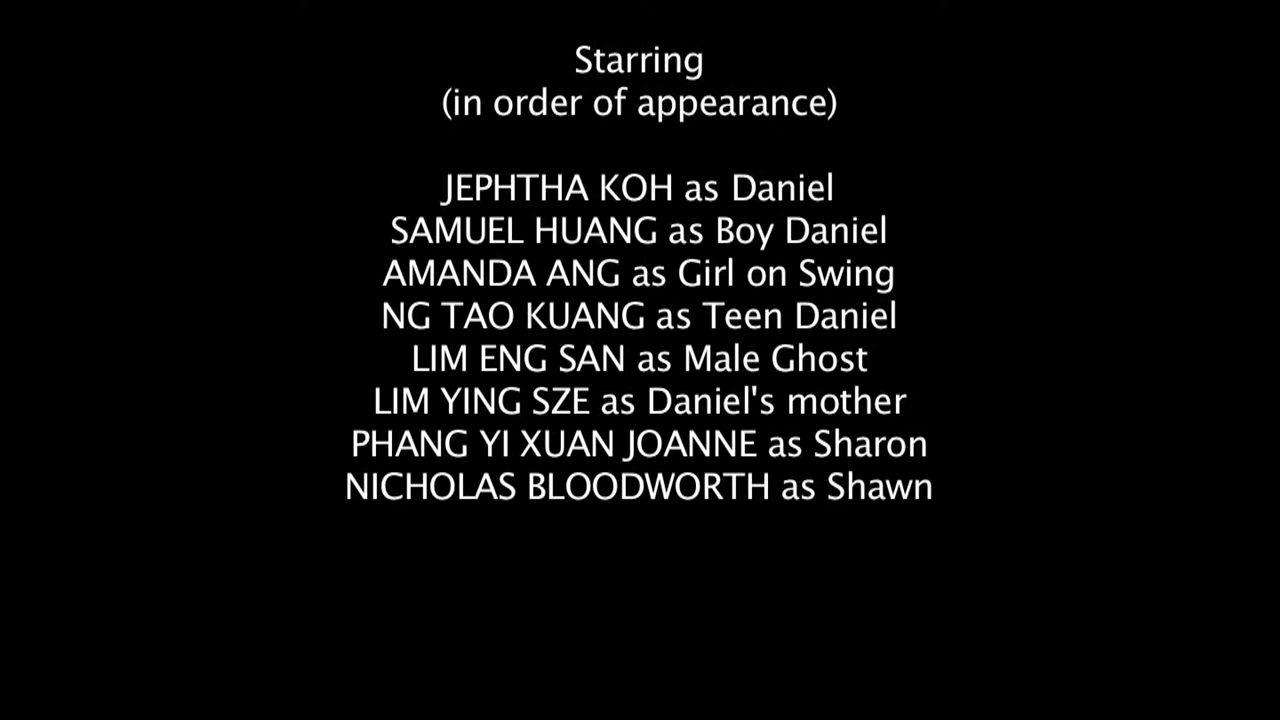 Starring
(in order of appearance)
JEPHTHA KOH as Daniel
SAMUEL HUANG as Boy Daniel
AMANDA ANG as Girl on Swing
NG TAO KUANG as Teen Daniel
LIM ENG SAN as Male Ghost
LIM YING SZE as Daniel's mother
PHANG YI XUAN JOANNE as Sharon
NICHOLAS BLOODWORTH as Shawn